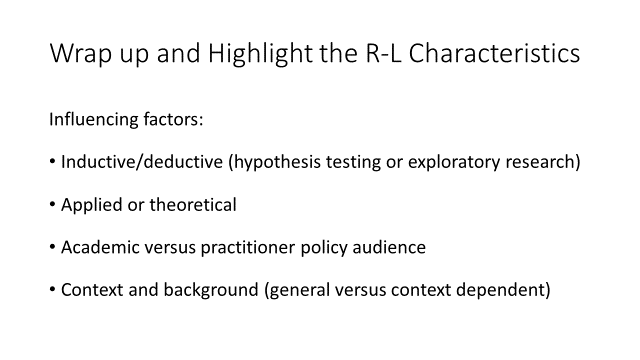 Wrap up and Highlight the R-L Characteristics
Influencing factors:
• Inductive/deductive (hypothesis testing or exploratory research)
• Applied or theoretical
• Academic versus practitioner policy audience
• Context and background (general versus context dependent)